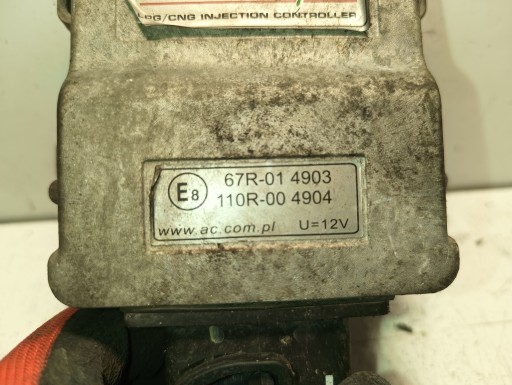 LPG/CNG INJECTION CONTROLLER
E8 67R-01 4903
110R-00 4904
www.ac.com.pl U=12V